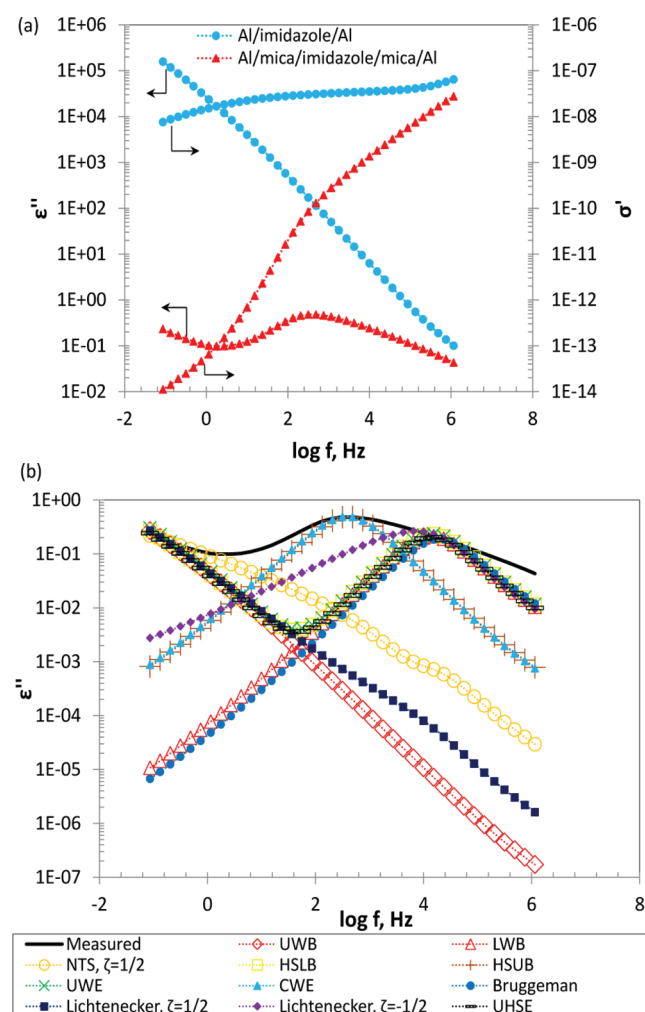 (a)
Al/imidazole/Al
Al/mica/imidazole/mica/Al
1E+06
1E+05
1E+04
1E+03
1E+02
1E+01
1E+00
1E-01
1E-02
ε"
1E-06
1E-07
1E-08
1E-09
1E-10
1E-11
1E-12
1E-13
1E-14
σ'
-2 0 2 4 6 8
log f, Hz
(b)
1E+00
1E-01
1E-02
1E-03
1E-04
1E-05
1E-06
1E-07
ε"
-2 0 2 4 6 8
log f, Hz
Measured UWB LWB
NTS, ζ=1/2 HSLB HSUB
UWE CWE Bruggeman
Lichtenecker, ζ=1/2 Lichtenecker, ζ=-1/2 UHSE